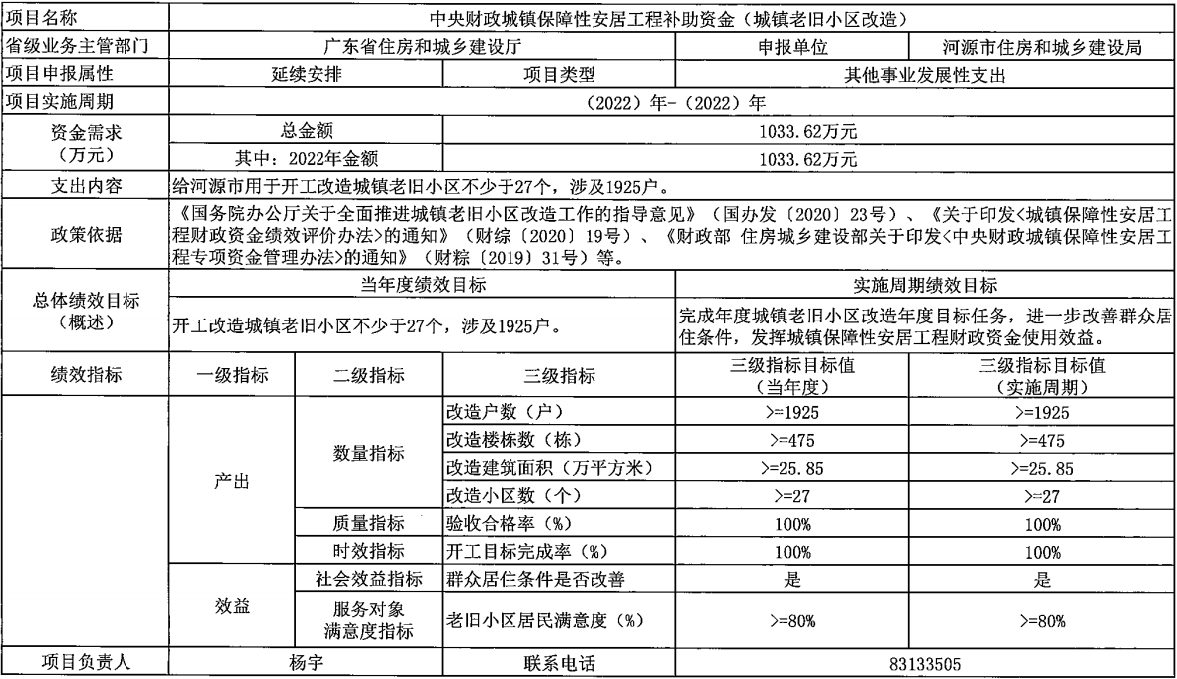 项目名称 中央财政城镇保障性安居工程补助资金（城镇老旧小区改造）
省级业务主管部门 广东省住房和城乡建设厅 申报单位 河源市住房和城乡建设局
项目申报属性 延续安排 项目类型 其他事业发展性支出
项目实施周期 （2022）年-（2022）年
资金需求
（万元）
总金额 1033.62万元
其中：2022年金额 1033.62万元
支出内容 给河源市用于开工改造城镇老旧小区不少于27个，涉及1925户。
政策依据
《国务院办公厅关于全面推进城镇老旧小区改造工作的指导意见》（国办发〔2020〕23号）、《关于印发<城镇保障性安居工
程财政资金绩效评价办法>的通知》（财综〔2020〕19号）、《财政部 住房城乡建设部关于印发<中央财政城镇保障性安居工
程专项资金管理办法>的通知》（财粽〔2019〕31号）等。
总体绩效目标
（概述）
当年度绩效目标 实施周期绩效目标
开工改造城镇老旧小区不少于27个，涉及1925户。
完成年度城镇老旧小区改造年度目标任务，进一步改善群众居
住条件，发挥城镇保障性安居工程财政资金使用效益。
绩效指标 一级指标 二级指标 三级指标
三级指标目标值
（当年度）
三级指标目标值
（实施周期）
产出
数量指标
改造户数（户） >=1925 >=1925
改造楼栋数（栋） >=475 >=475
改造建筑面积（万平方米） >=25.85 >=25.85
改造小区数（个） >=27 >=27
质量指标 验收合格率（%） 100% 100%
时效指标 开工目标完成率（%） 100% 100%
效益
社会效益指标 群众居住条件是否改善 是 是
服务对象
满意度指标
老旧小区居民满意度（%） >=80% >=80%
项目负责人 杨宇 联系电话 83133505